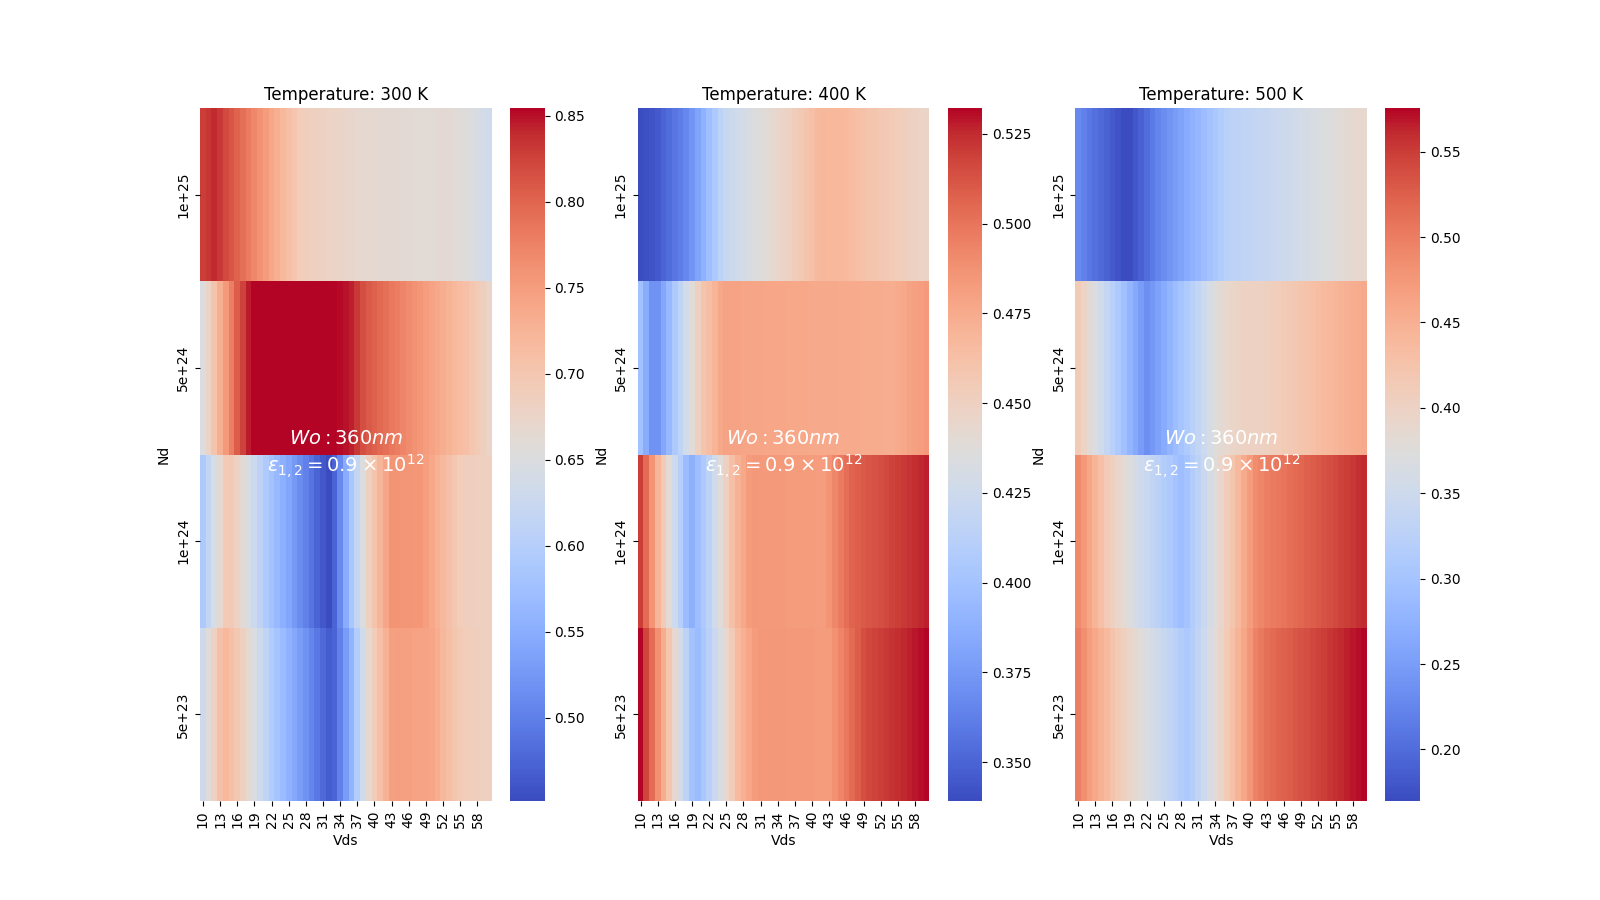 Temperature: 300 K
Nd
1e+25
5e+24
1e+24
5e+23
Wo : 360nm
ε1,2 = 0.9 × 10^12
10 13 16 19 22 25 28 31 34 37 40 43 46 49 52 55 58
Vds
0.85
0.80
0.75
0.70
0.65
0.60
0.55
0.50
Temperature: 400 K
Nd
1e+25
5e+24
1e+24
5e+23
Wo : 360nm
ε1,2 = 0.9 × 10^12
10 13 16 19 22 25 28 31 34 37 40 43 46 49 52 55 58
Vds
0.525
0.500
0.475
0.450
0.425
0.400
0.375
0.350
Temperature: 500 K
Nd
1e+25
5e+24
1e+24
5e+23
Wo : 360nm
ε1,2 = 0.9 × 10^12
10 13 16 19 22 25 28 31 34 37 40 43 46 49 52 55 58
Vds
0.55
0.50
0.45
0.40
0.35
0.30
0.25
0.20